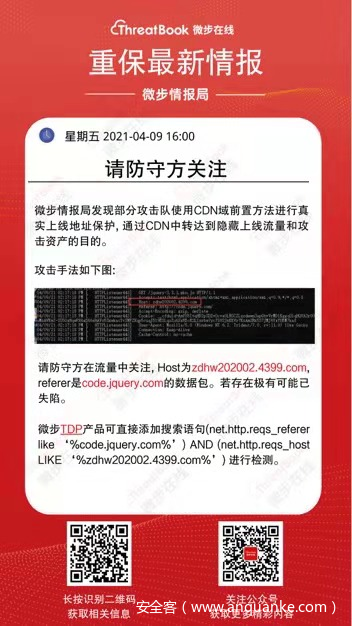 ThreatBook 微步在线
重保最新情报
微步情报局
星期五 2021-04-09 16:00
请防守方关注
微步情报局发现部分攻击队使用CDN域前置方法进行真
实上线地址保护, 通过CDN中转达到隐藏上线流量和攻
击资产的目的。
攻击手法如下图:
请防守方在流量中关注, Host为zdhw202002.4399.com,
referer是code.jquery.com的数据包。若存在极有可能已
失陷。
微步TDP产品可直接添加搜索语句(net.http.reqs_referer
like ‘%code.jquery.com%’) AND (net.http.reqs_host
LIKE ‘%zdhw202002.4399.com%’) 进行检测。
长按识别二维码
获取相关信息
关注公众号
获取更多精彩内容
安全客（www.anquanke.com）